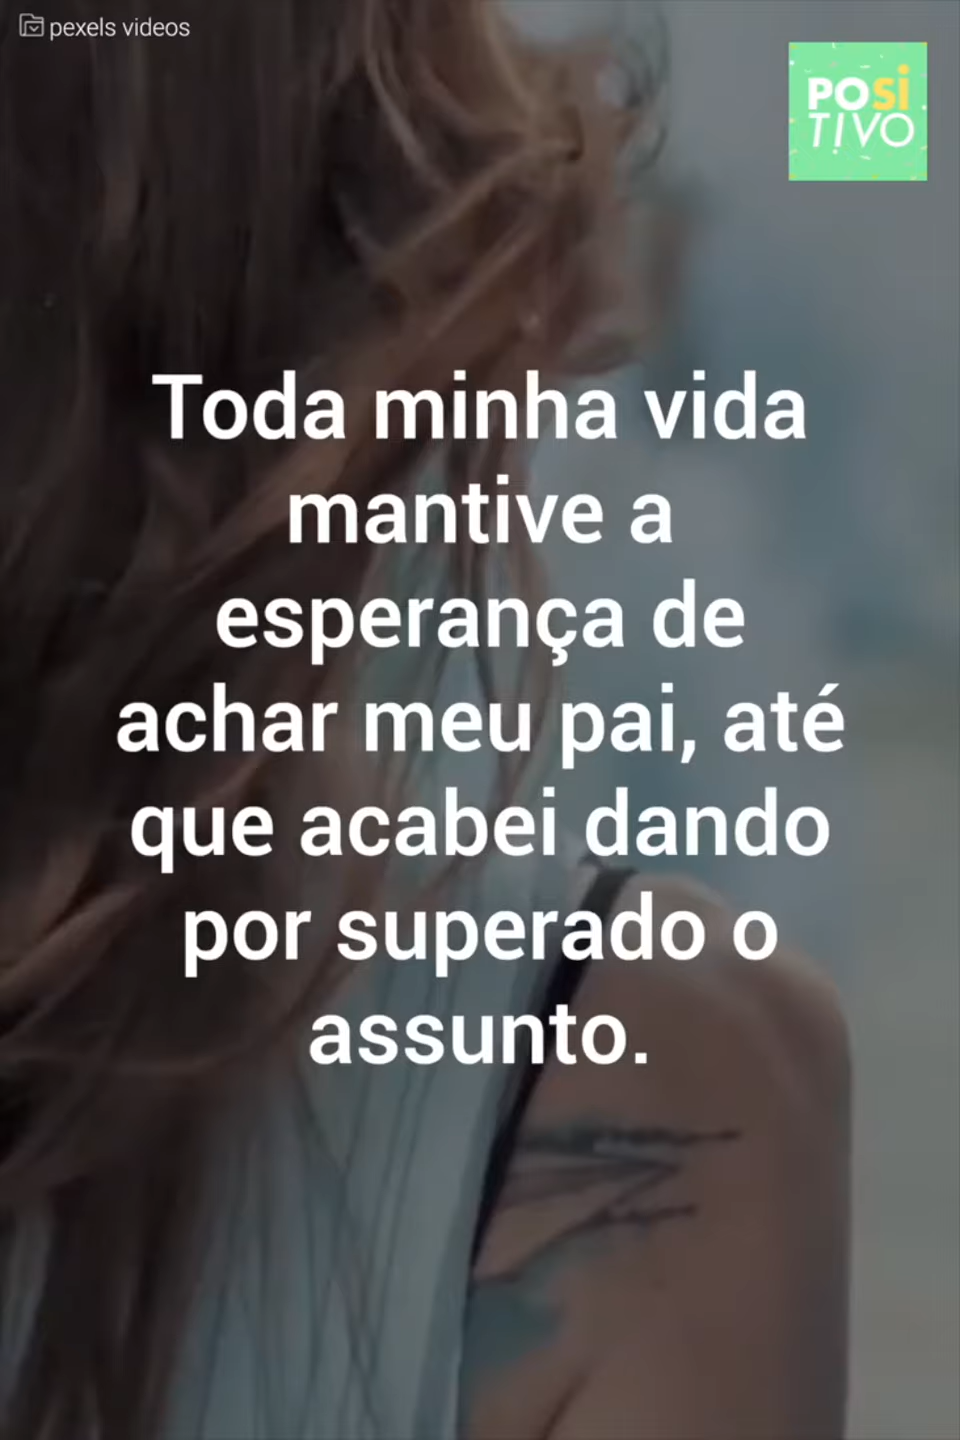 pexels videos
POSiTIVO
Toda minha vida
mantive a
esperança de
achar meu pai, até
que acabei dando
por superado o
assunto.